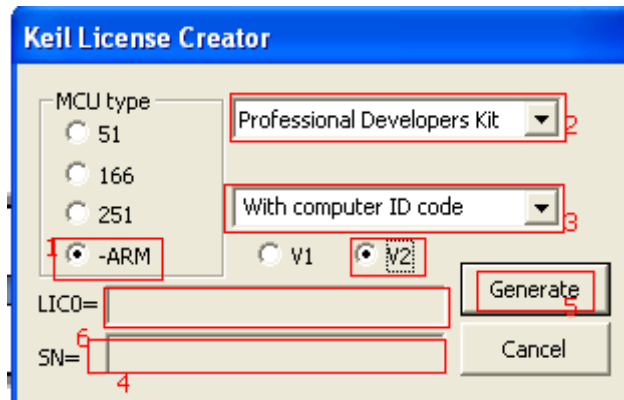 Keil License Creator
MCU type
51
166
251
1 -ARM
Professional Developers Kit 2
With computer ID code 3
V1 V2
LIC0=
6
SN=
4
Generate 5
Cancel